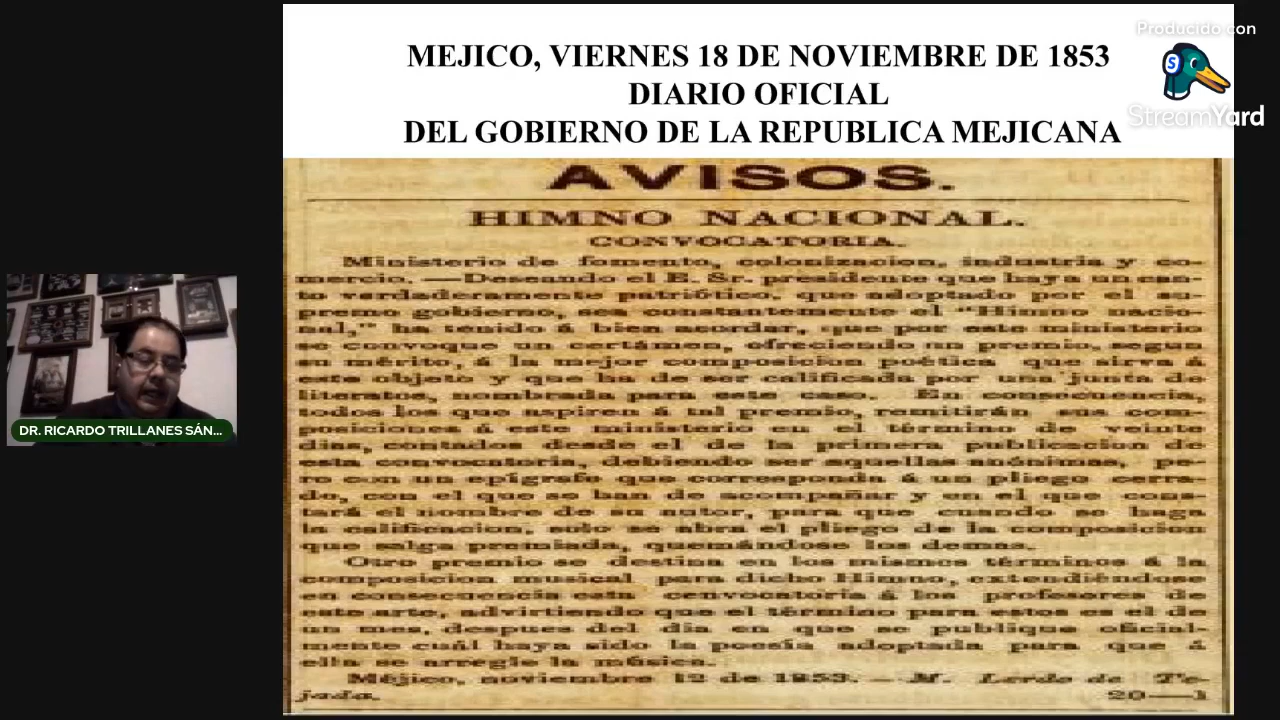 Producido con
StreamYard
MEJICO, VIERNES 18 DE NOVIEMBRE DE 1853
DIARIO OFICIAL
DEL GOBIERNO DE LA REPUBLICA MEJICANA
AVISOS.
HIMNO NACIONAL.
CONVOCATORIA.
Ministerio de fomento, colonizacion, industria y co-
mercio.—Deseando el E. Sr. presidente que haya un can-
to verdaderamente patriótico, que adoptado por el su-
premo gobierno, sea constantemente el "Himno nacio-
nal," ha tenido á bien acordar, que por este ministerio
se convoque un certámen, ofreciendo un premio, segun
su mérito, á la mejor composicion poética que sirva á
este objeto y que ha de ser calificada por una junta de
literatos, nombrada para este caso. En consecuencia,
todos los que aspiren á tal premio, remitirán sus com-
posiciones á este ministerio en el término de veinte
dias, contados desde el de la primera publicacion de
esta convocatoria, debiendo ser aquellas anónimas, pe-
ro con un epígrafe que corresponda á un pliego cerra-
do, con el que se han de acompañar y en el que cons-
tará el nombre de su autor, para que cuando se haga
la calificacion, solo se abra el pliego de la composicion
que salga premiada, quemándose los demas.
Otro premio se destina en los mismos términos á la
composicion musical para dicho Himno, extendiéndose
en consecuencia esta convocatoria á los profesores de
este arte, advirtiendo que el término para estos es el de
un mes, despues del dia en que se publique oficial-
mente cuál haya sido la poesía adoptada para que á
ella se arregle la música.
Méjico, noviembre 12 de 1853.—M. Lerdo de Te-
jada. 20—1
DR. RICARDO TRILLANES SÁN...